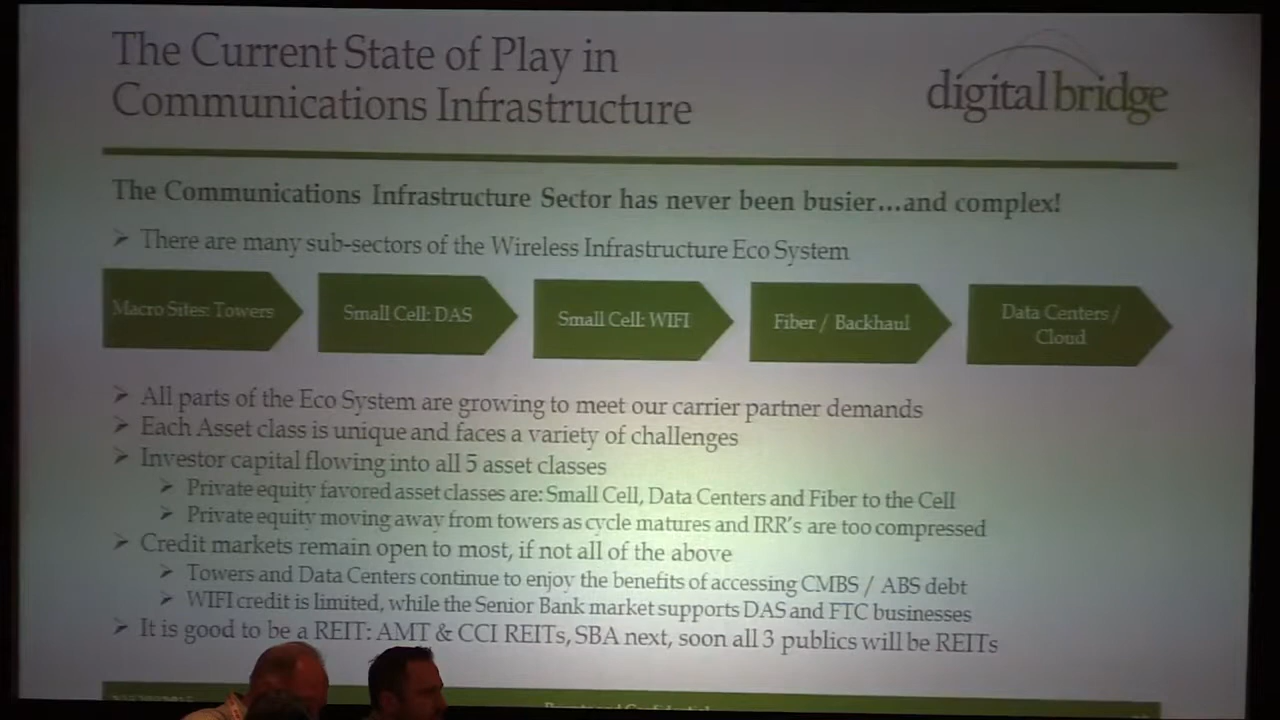 The Current State of Play in
Communications Infrastructure
digitalbridge
The Communications Infrastructure Sector has never been busier...and complex!
➢ There are many sub-sectors of the Wireless Infrastructure Eco System
Macro Sites: Towers
Small Cell: DAS
Small Cell: WIFI
Fiber / Backhaul
Data Centers /
Cloud
➢ All parts of the Eco System are growing to meet our carrier partner demands
➢ Each Asset class is unique and faces a variety of challenges
➢ Investor capital flowing into all 5 asset classes
➢ Private equity favored asset classes are: Small Cell, Data Centers and Fiber to the Cell
➢ Private equity moving away from towers as cycle matures and IRR's are too compressed
➢ Credit markets remain open to most, if not all of the above
➢ Towers and Data Centers continue to enjoy the benefits of accessing CMBS / ABS debt
➢ WIFI credit is limited, while the Senior Bank market supports DAS and FTC businesses
➢ It is good to be a REIT: AMT & CCI REITs, SBA next, soon all 3 publics will be REITs